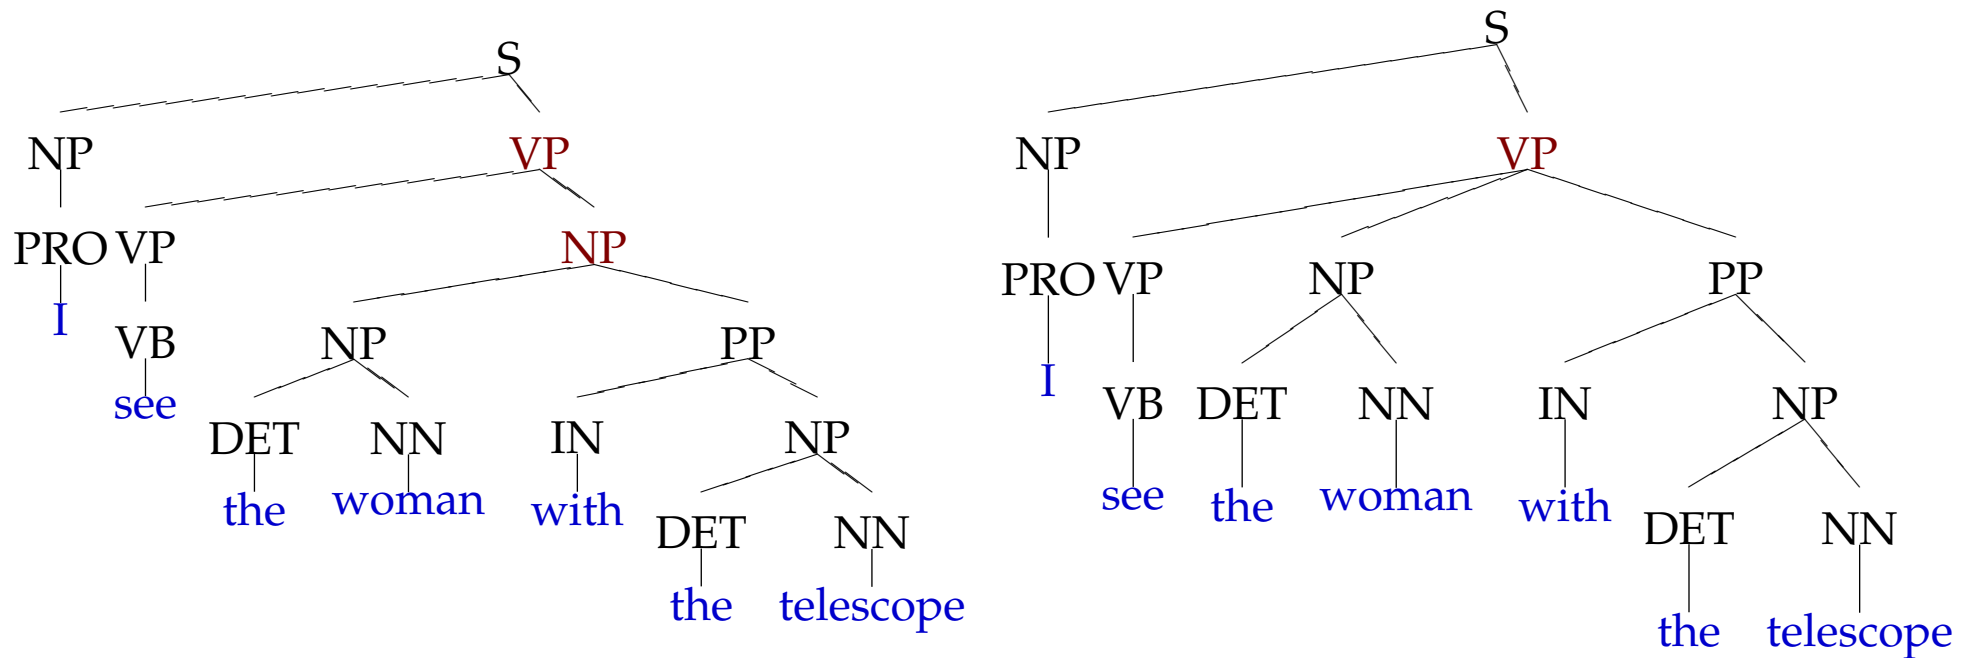 S S
NP VP NP VP
PRO VP NP PRO VP NP PP
I VB NP PP I VB DET NN IN NP
see DET NN IN NP see the woman with DET NN
the woman with DET NN the telescope
the telescope